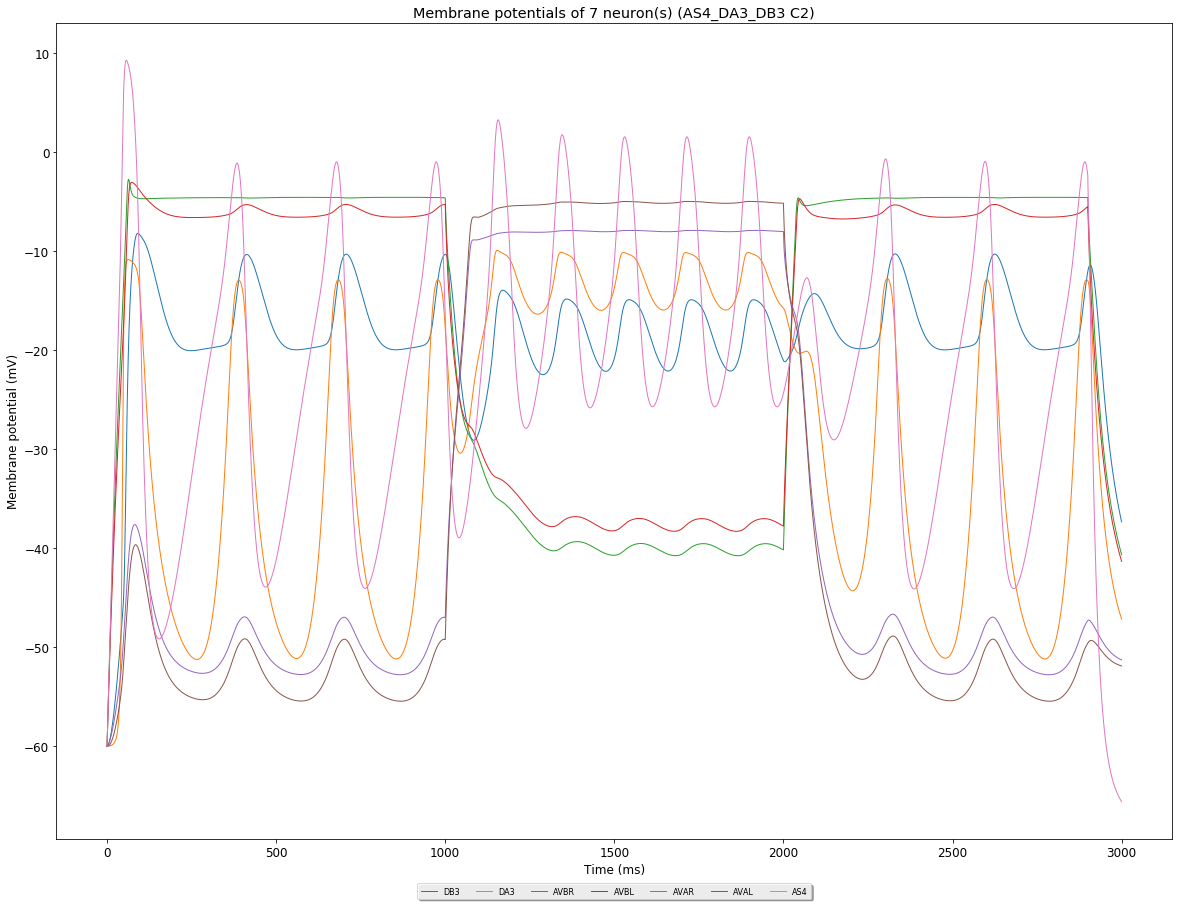 Membrane potentials of 7 neuron(s) (AS4_DA3_DB3 C2)
10
0
−10
−20
−30
−40
−50
−60
Membrane potential (mV)
0 500 1000 1500 2000 2500 3000
Time (ms)
DB3 DA3 AVBR AVBL AVAR AVAL AS4